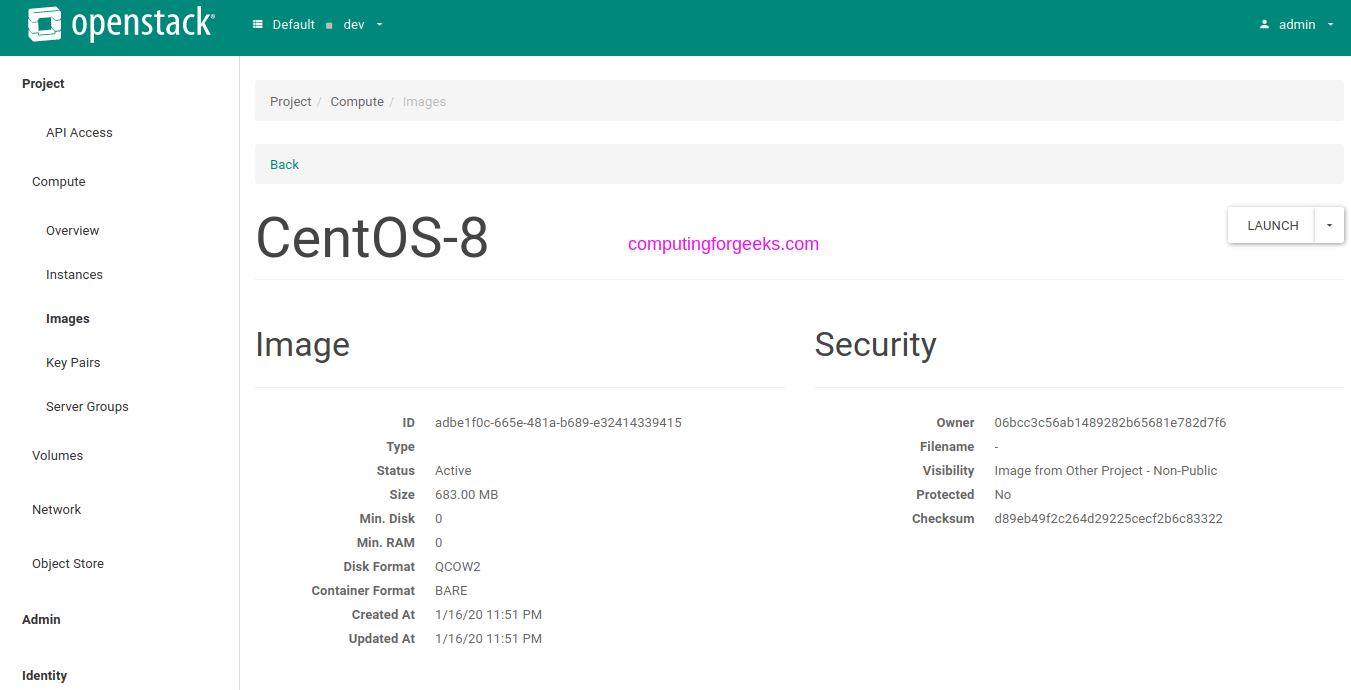 openstack
Default dev
admin
Project
API Access
Compute
Overview
Instances
Images
Key Pairs
Server Groups
Volumes
Network
Object Store
Admin
Identity
Project / Compute / Images
Back
CentOS-8
computingforgeeks.com
LAUNCH
Image
ID adbe1f0c-665e-481a-b689-e32414339415
Type
Status Active
Size 683.00 MB
Min. Disk 0
Min. RAM 0
Disk Format QCOW2
Container Format BARE
Created At 1/16/20 11:51 PM
Updated At 1/16/20 11:51 PM
Security
Owner 06bcc3c56ab1489282b65681e782d7f6
Filename -
Visibility Image from Other Project - Non-Public
Protected No
Checksum d89eb49f2c264d29225cecf2b6c83322